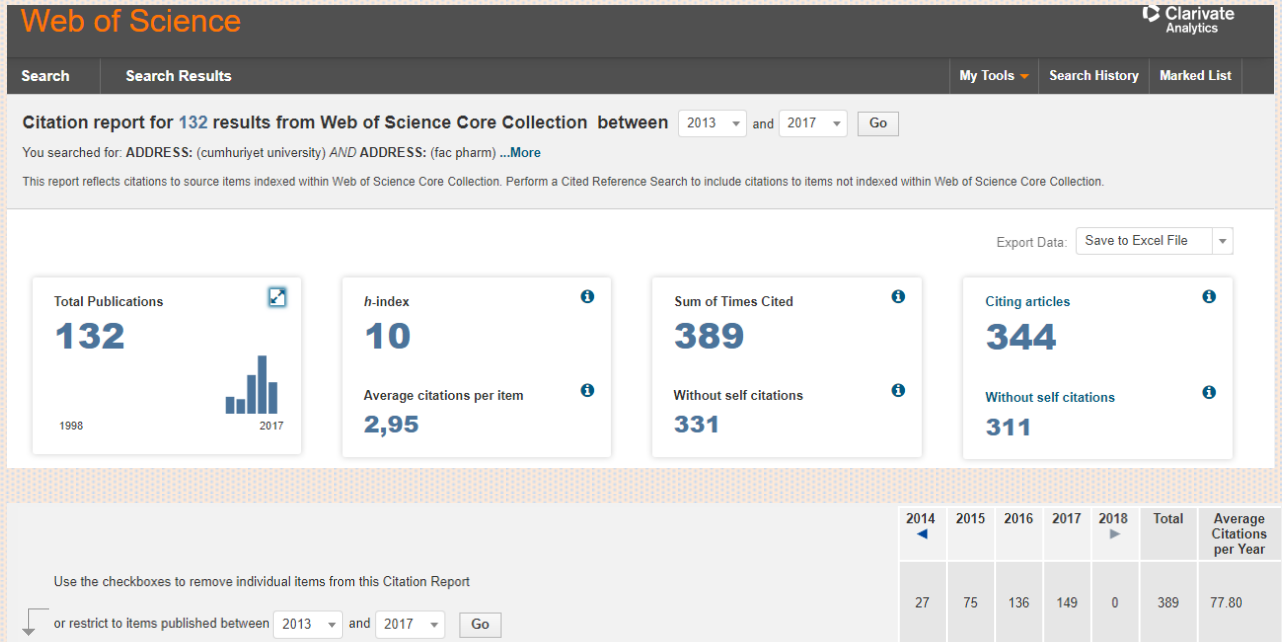 Web of Science
Clarivate
Analytics
Search Search Results My Tools Search History Marked List
Citation report for 132 results from Web of Science Core Collection between 2013 and 2017 Go
You searched for: ADDRESS: (cumhuriyet university) AND ADDRESS: (fac pharm) ...More
This report reflects citations to source items indexed within Web of Science Core Collection. Perform a Cited Reference Search to include citations to items not indexed within Web of Science Core Collection.
Export Data: Save to Excel File
Total Publications
132
1998 2017
h-index
10
Average citations per item
2,95
Sum of Times Cited
389
Without self citations
331
Citing articles
344
Without self citations
311
2014 2015 2016 2017 2018 Total Average
Citations
per Year
Use the checkboxes to remove individual items from this Citation Report
27 75 136 149 0 389 77.80
or restrict to items published between 2013 and 2017 Go